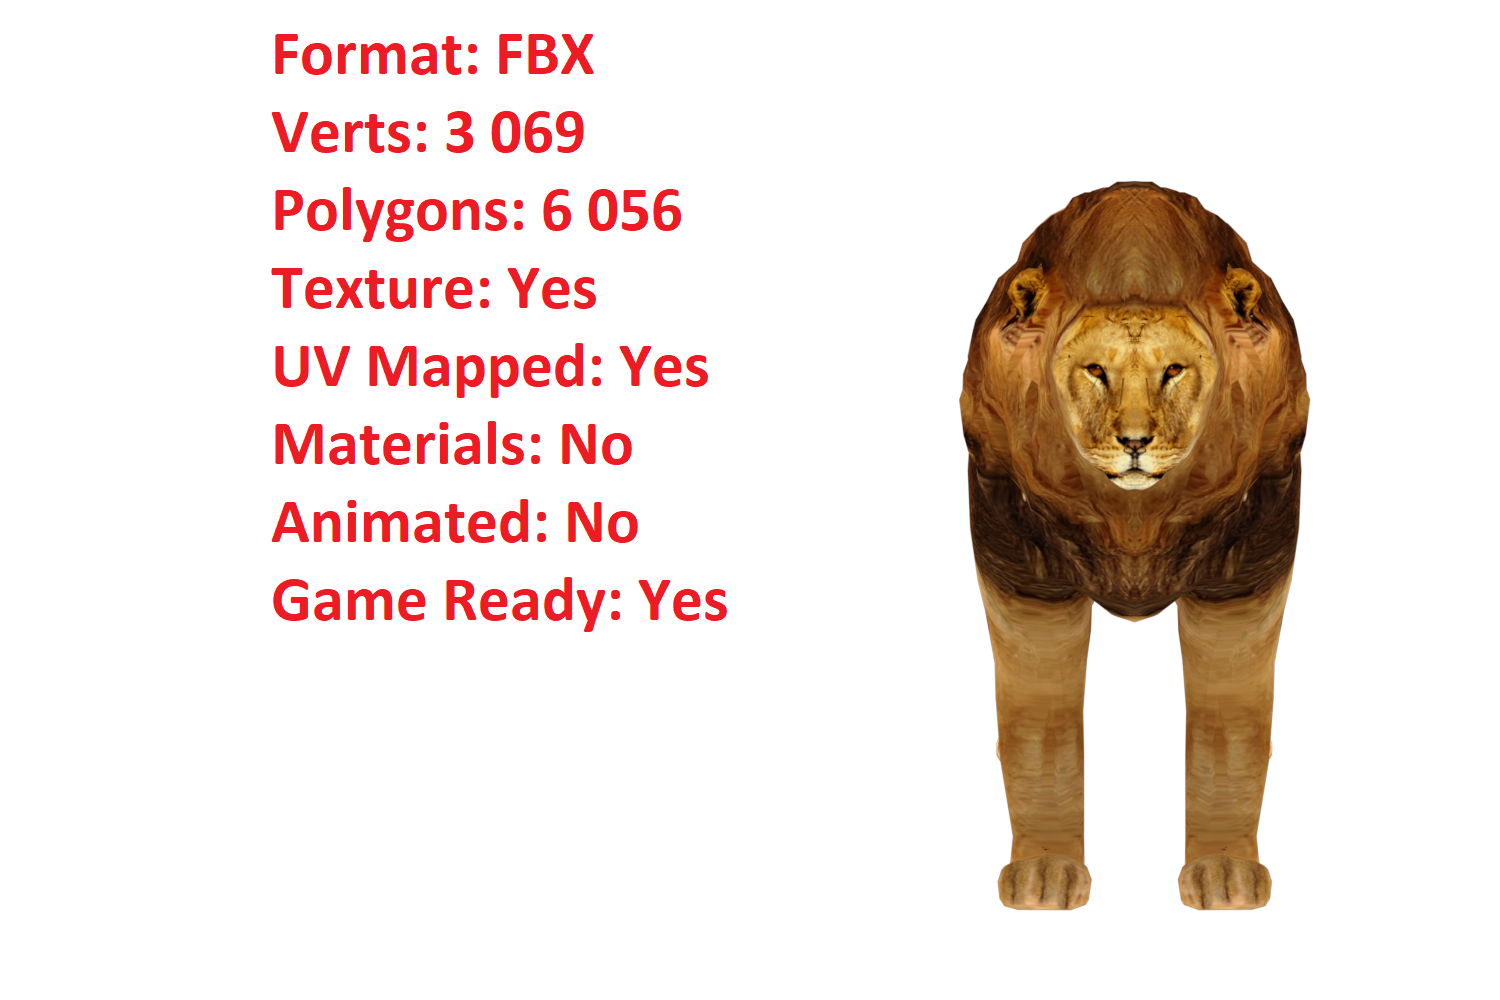 Format: FBX
Verts: 3 069
Polygons: 6 056
Texture: Yes
UV Mapped: Yes
Materials: No
Animated: No
Game Ready: Yes